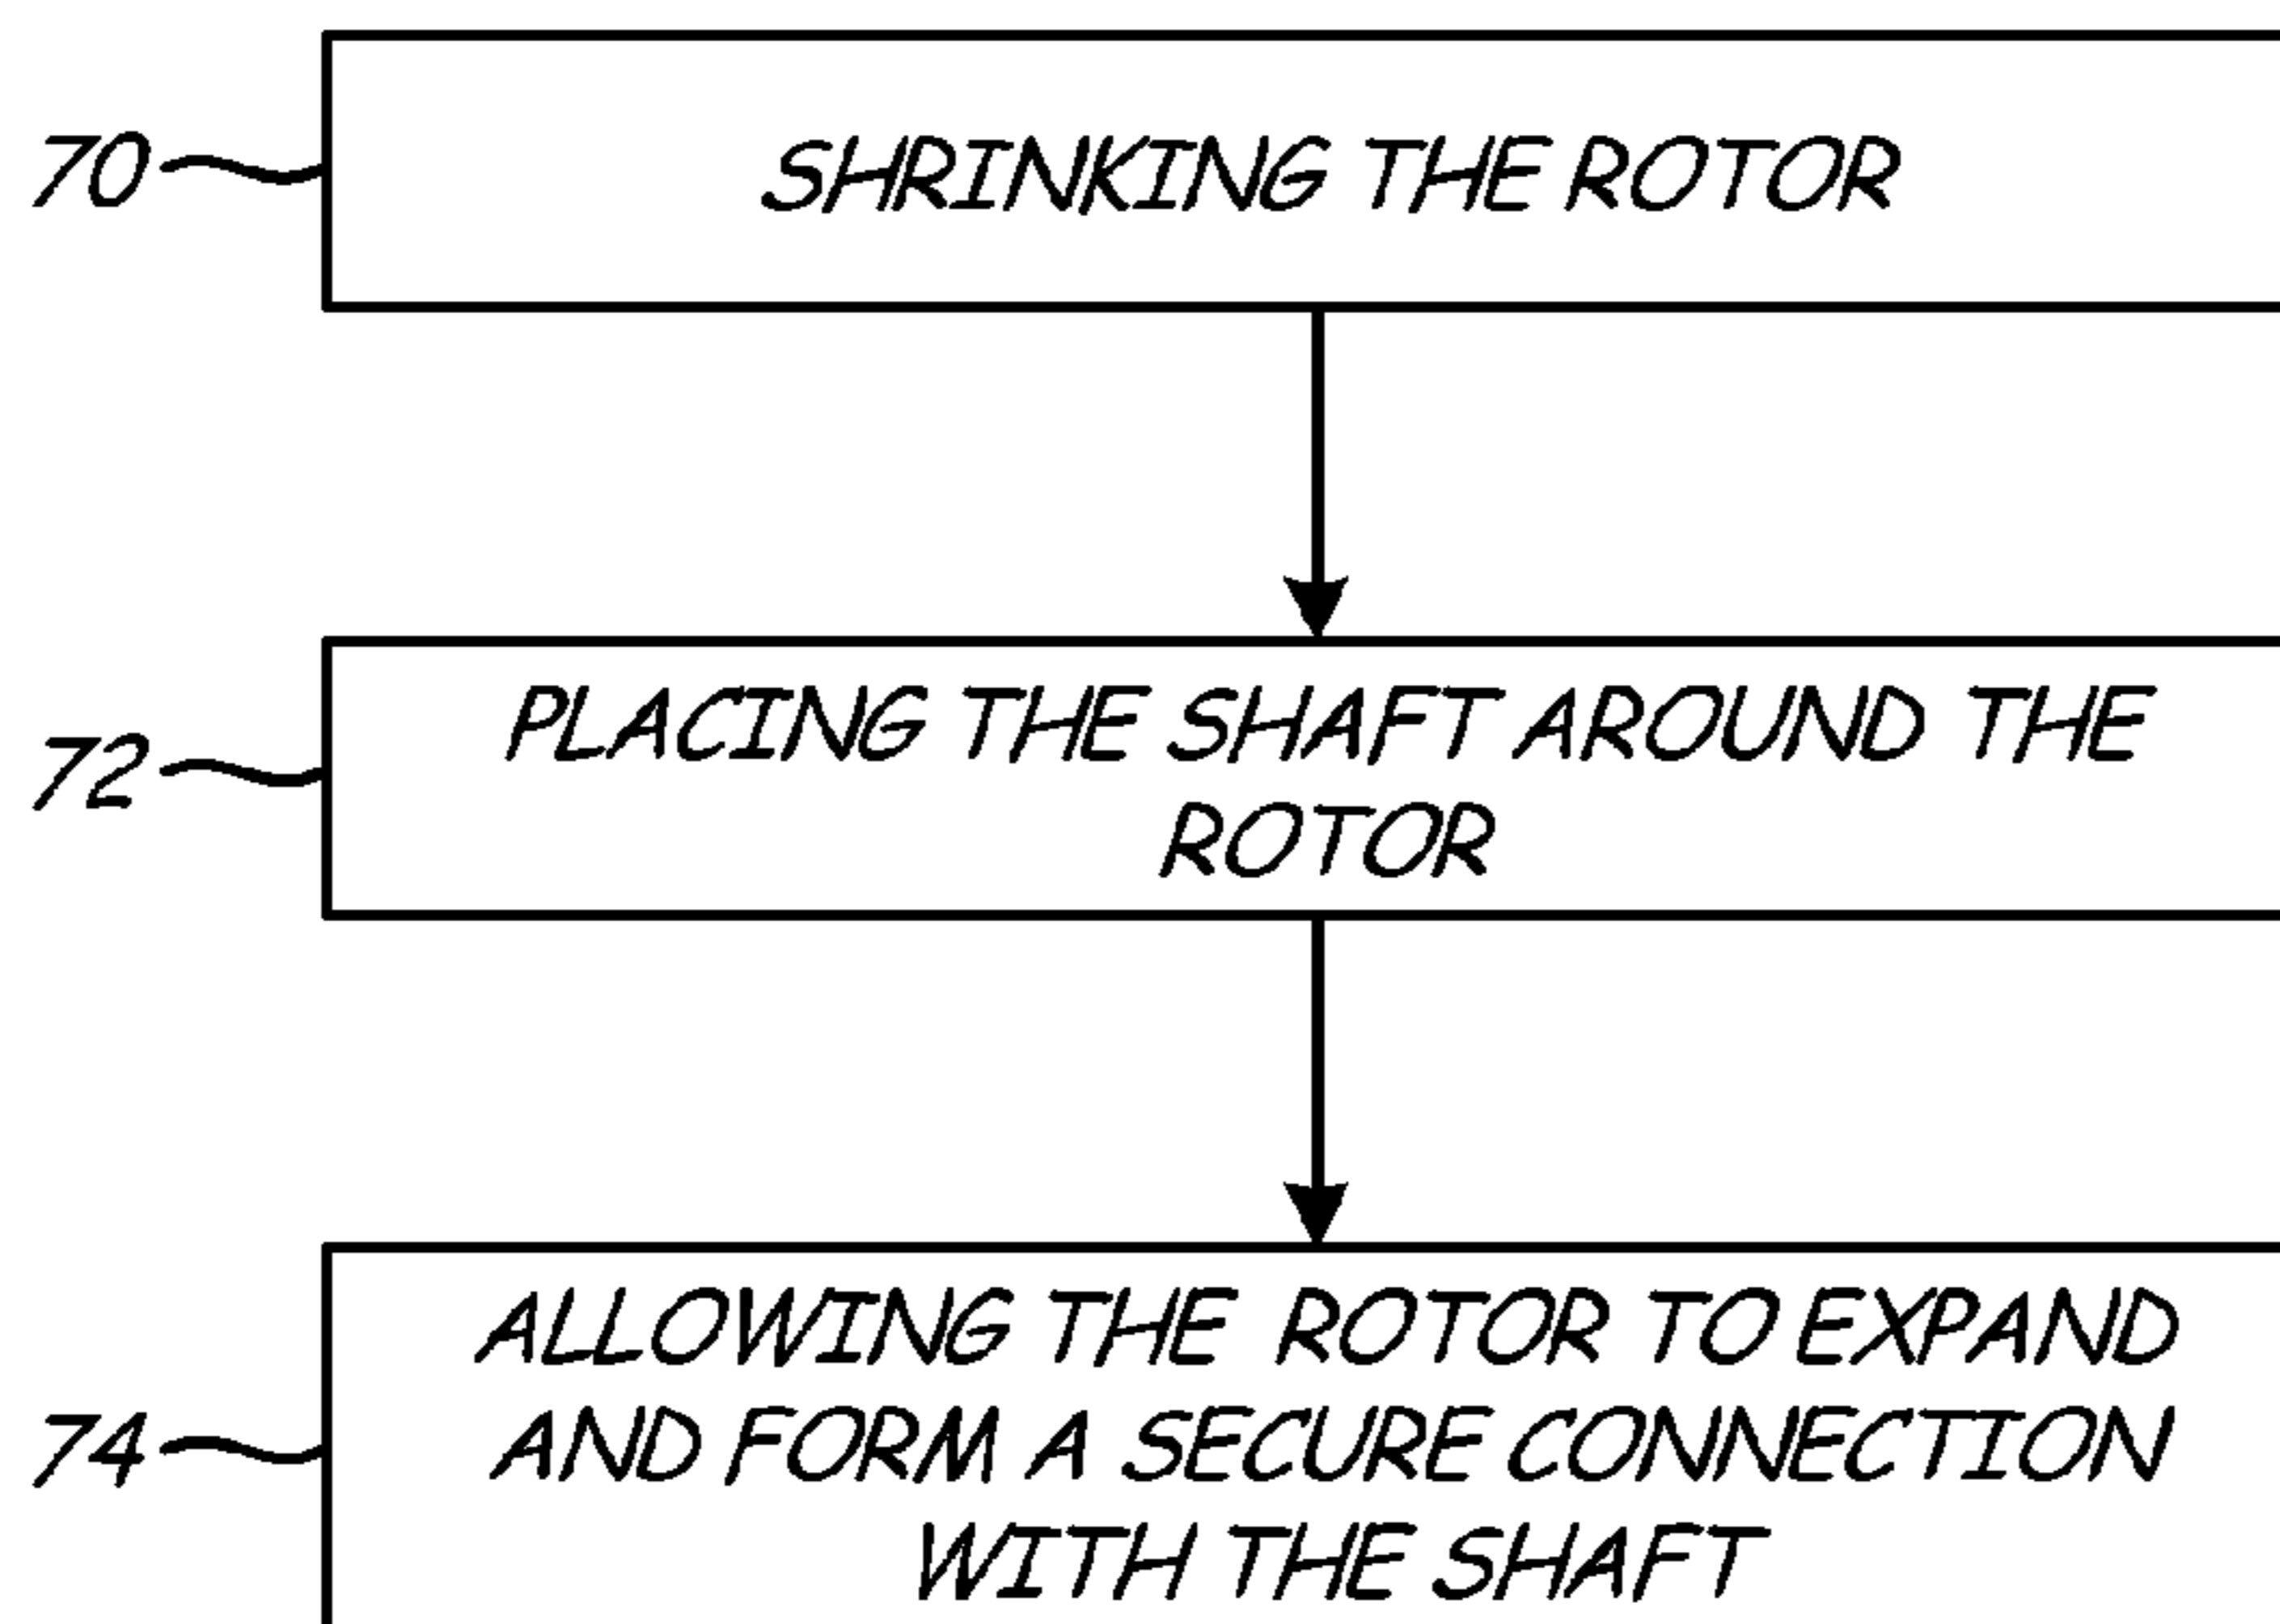 70
SHRINKING THE ROTOR
72
PLACING THE SHAFT AROUND THE
ROTOR
74
ALLOWING THE ROTOR TO EXPAND
AND FORM A SECURE CONNECTION
WITH THE SHAFT